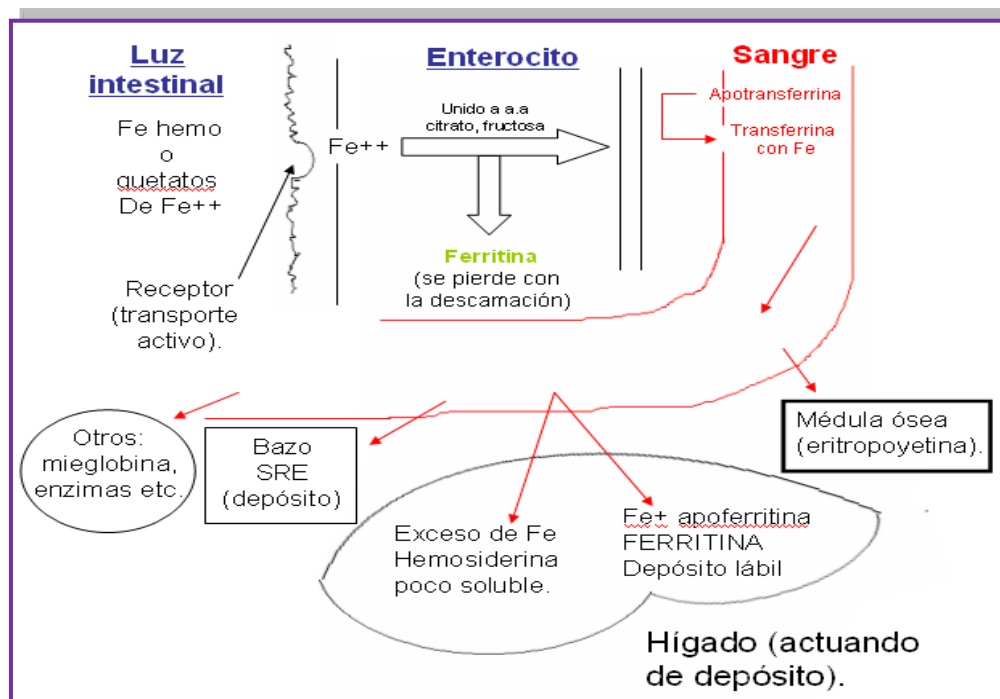 Luz
intestinal
Fe hemo
o
quetatos
De Fe++
Receptor
(transporte
activo).
Enterocito
Fe++
Unido a a.a
citrato, fructosa
Ferritina
(se pierde con
la descamación)
Sangre
Apotransferrina
Transferrina
con Fe
Otros:
mieglobina,
enzimas etc.
Bazo
SRE
(depósito)
Exceso de Fe
Hemosiderina
poco soluble.
Fe+ apoferritina
FERRITINA
Depósito lábil
Médula ósea
(eritropoyetina).
Hígado (actuando
de depósito).